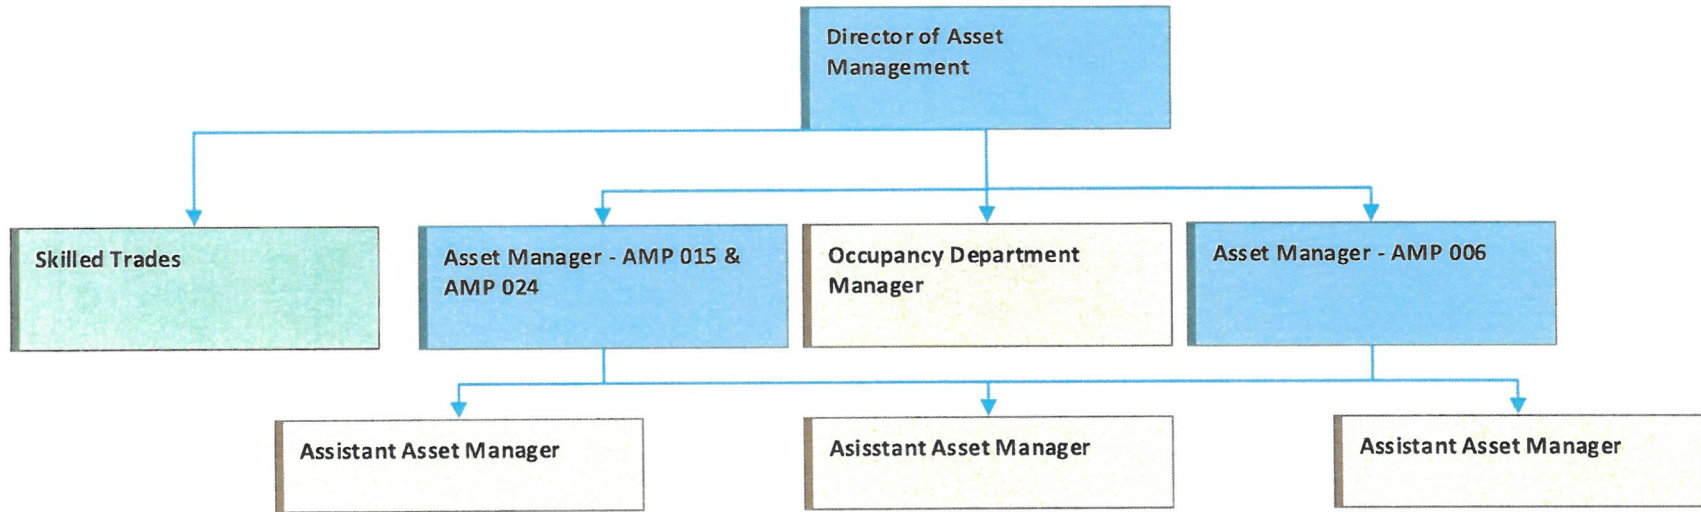 Director of Asset
Management
Skilled Trades
Asset Manager - AMP 015 &
AMP 024
Occupancy Department
Manager
Asset Manager - AMP 006
Assistant Asset Manager
Asisstant Asset Manager
Assistant Asset Manager